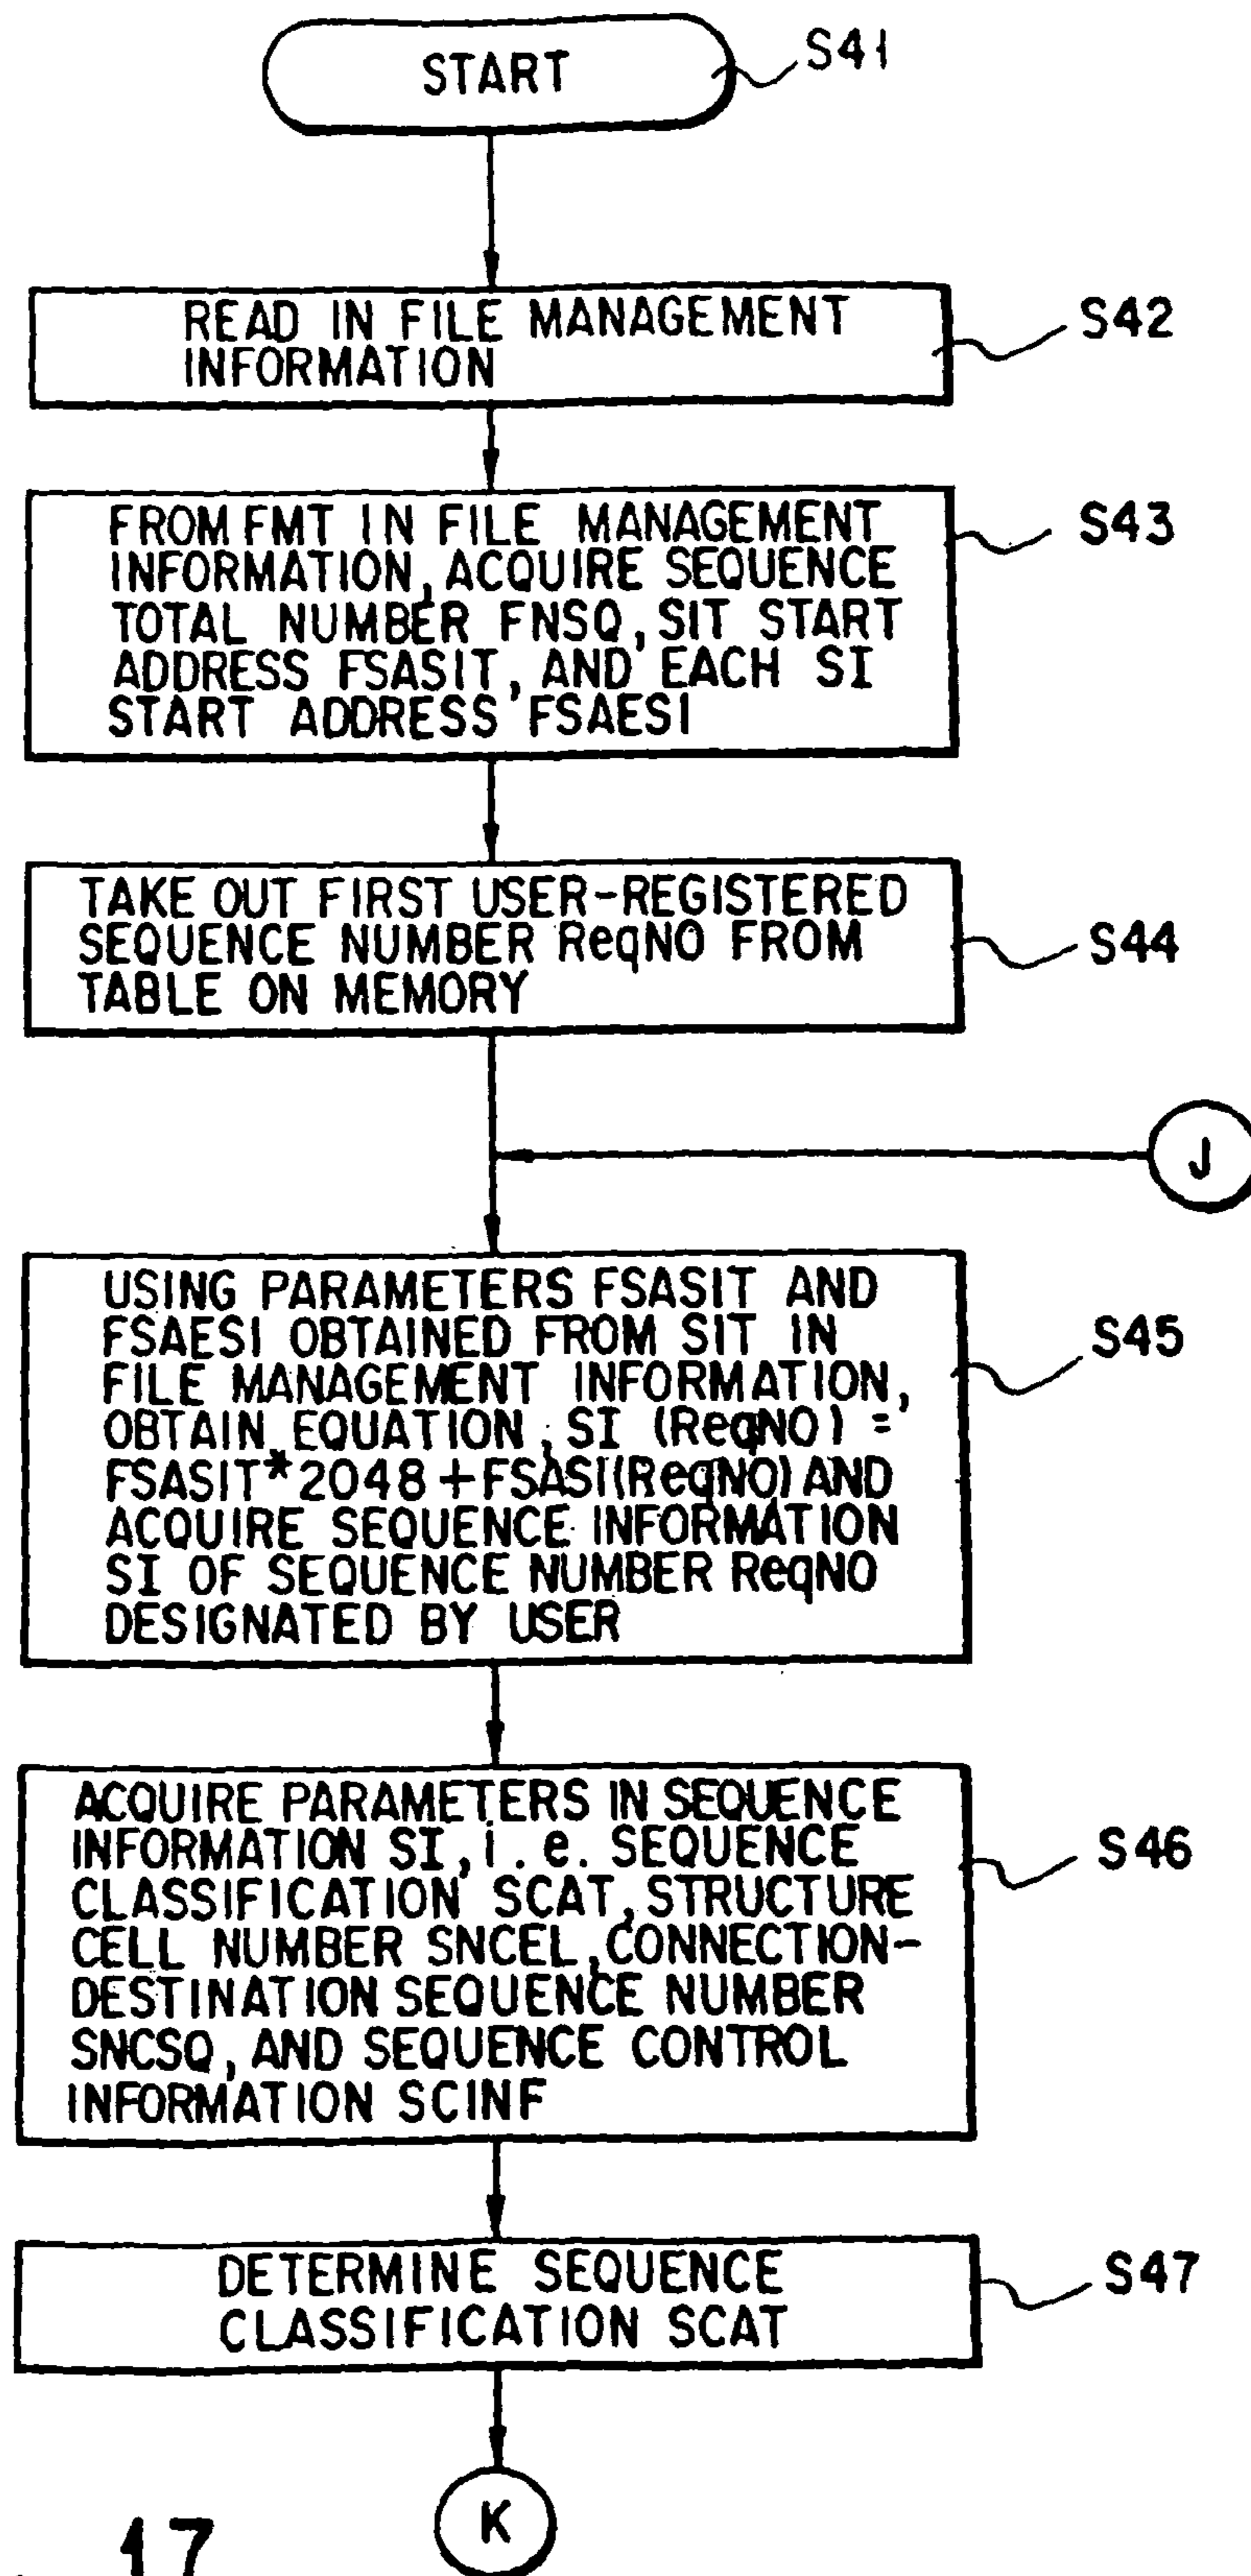 START
S41
READ IN FILE MANAGEMENT
INFORMATION
S42
FROM FMT IN FILE MANAGEMENT
INFORMATION, ACQUIRE SEQUENCE
TOTAL NUMBER FNSQ, SIT START
ADDRESS FSASIT, AND EACH SI
START ADDRESS FSAESI
S43
TAKE OUT FIRST USER-REGISTERED
SEQUENCE NUMBER ReqNO FROM
TABLE ON MEMORY
S44
J
USING PARAMETERS FSASIT AND
FSAESI OBTAINED FROM SIT IN
FILE MANAGEMENT INFORMATION,
OBTAIN EQUATION, SI (ReqNO) =
FSASIT*2048+FSASI(ReqNO) AND
ACQUIRE SEQUENCE INFORMATION
SI OF SEQUENCE NUMBER ReqNO
DESIGNATED BY USER
S45
ACQUIRE PARAMETERS IN SEQUENCE
INFORMATION SI, i.e. SEQUENCE
CLASSIFICATION SCAT, STRUCTURE
CELL NUMBER SNCEL, CONNECTION-
DESTINATION SEQUENCE NUMBER
SNCSQ, AND SEQUENCE CONTROL
INFORMATION SCINF
S46
DETERMINE SEQUENCE
CLASSIFICATION SCAT
S47
K
17